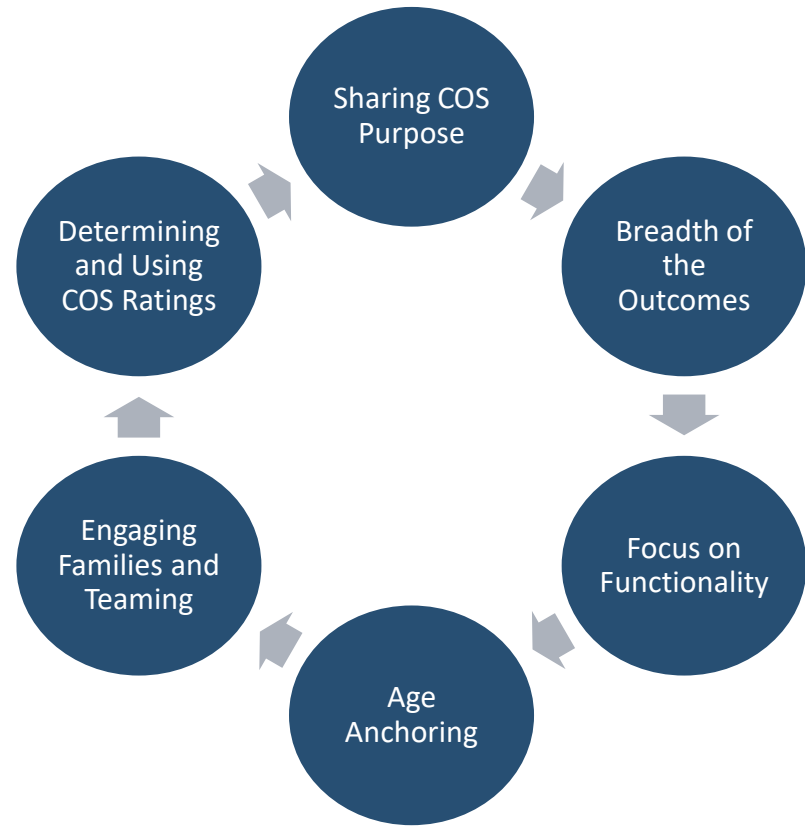 Sharing COS
Purpose
Breadth of
the
Outcomes
Focus on
Functionality
Age
Anchoring
Engaging
Families and
Teaming
Determining
and Using
COS Ratings